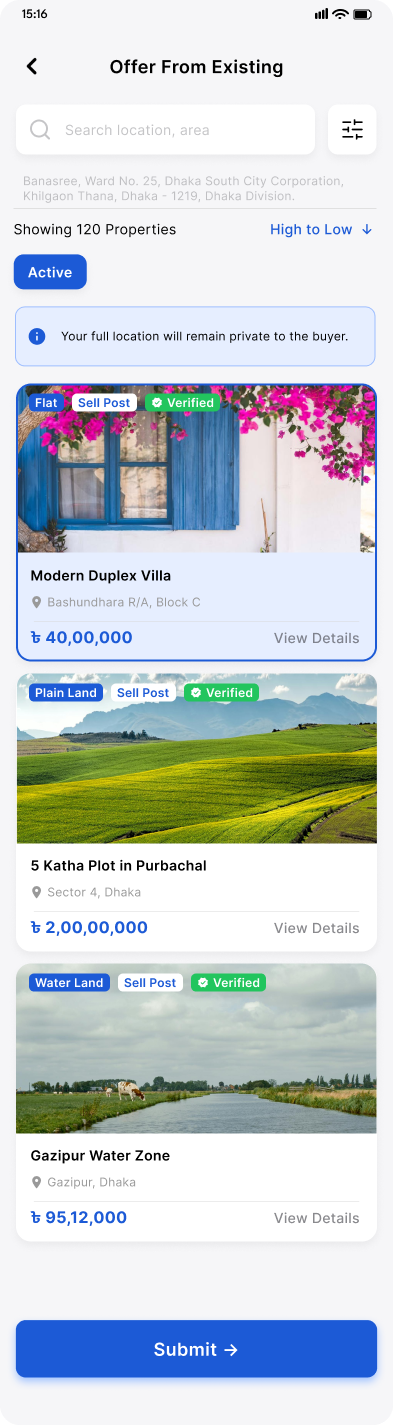 15:16
Offer From Existing
Search location, area
Banasree, Ward No. 25, Dhaka South City Corporation,
Khilgaon Thana, Dhaka - 1219, Dhaka Division.
Showing 120 Properties
High to Low ↓
Active
Your full location will remain private to the buyer.
Flat
Sell Post
Verified
Modern Duplex Villa
Bashundhara R/A, Block C
৳ 40,00,000
View Details
Plain Land
Sell Post
Verified
5 Katha Plot in Purbachal
Sector 4, Dhaka
৳ 2,00,00,000
View Details
Water Land
Sell Post
Verified
Gazipur Water Zone
Gazipur, Dhaka
৳ 95,12,000
View Details
Submit →